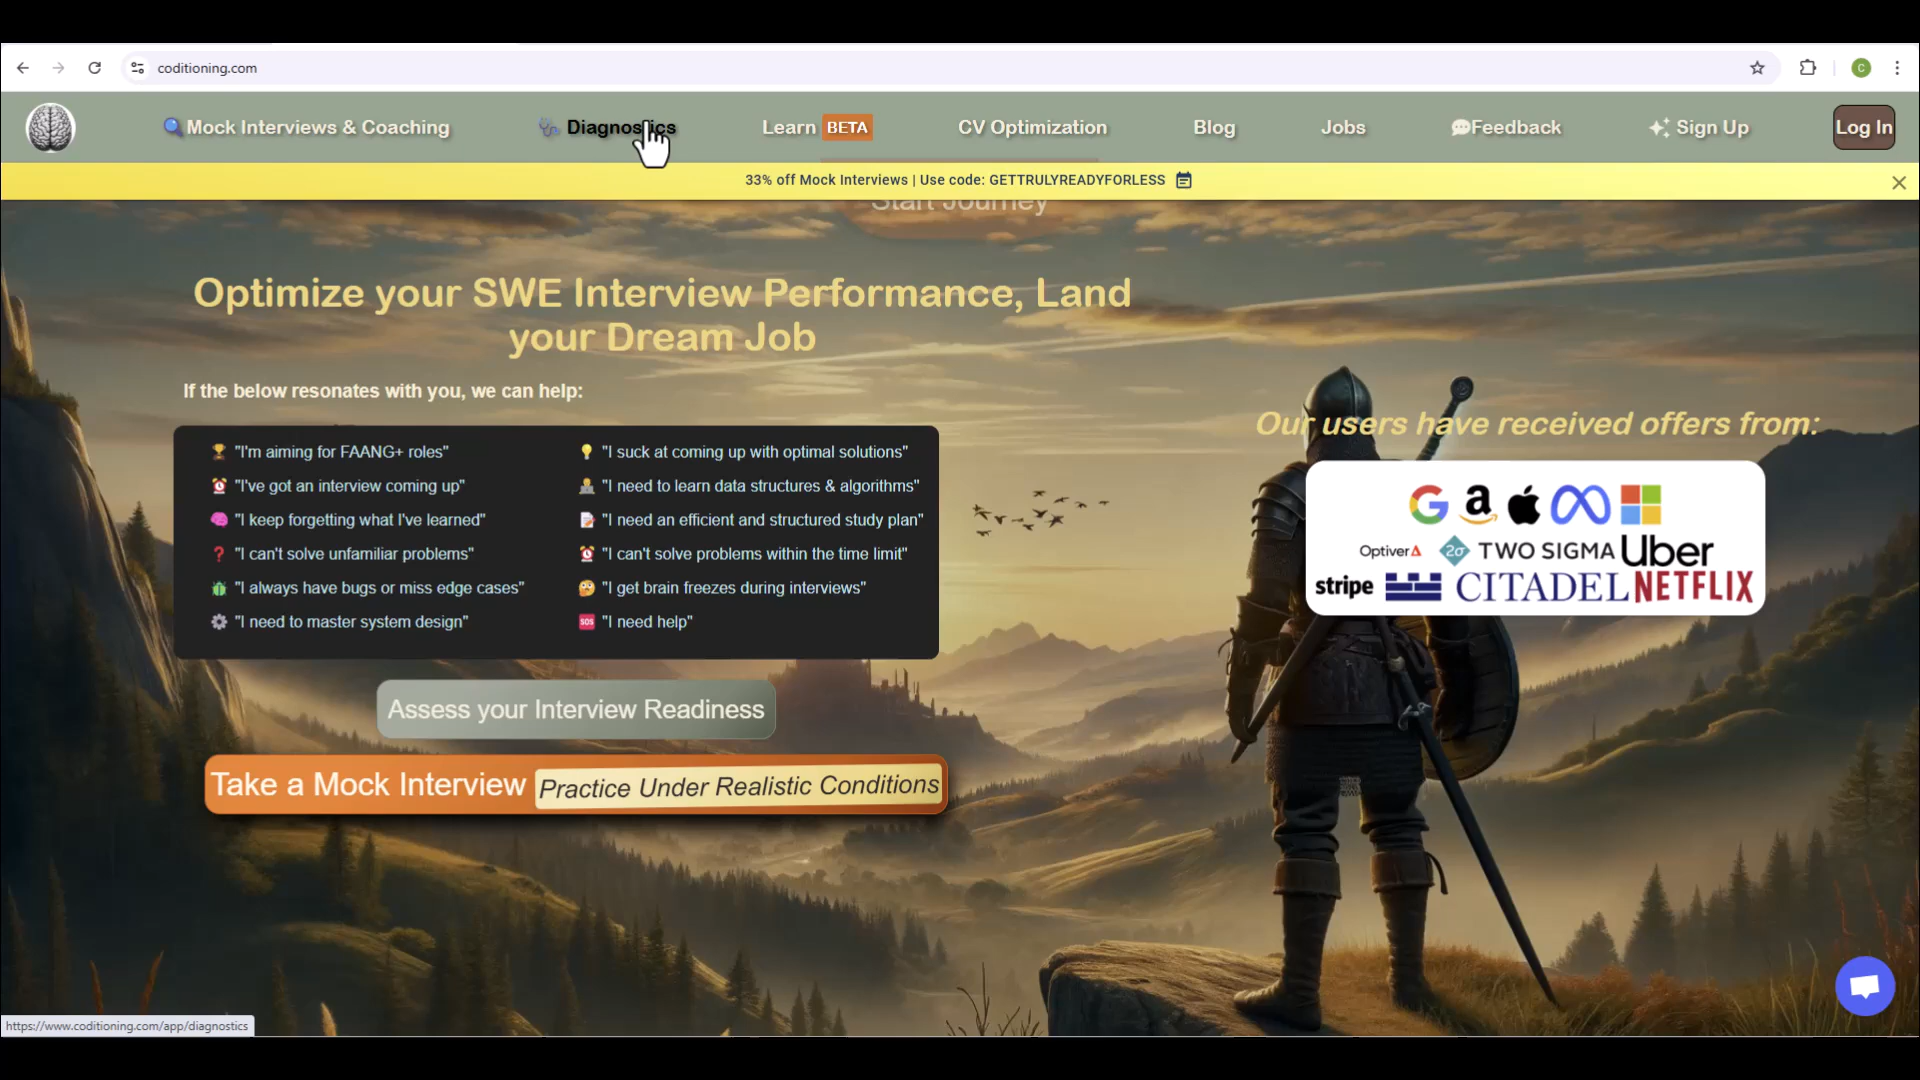 coditioning.com
C
Mock Interviews & Coaching
Diagnostics
Learn BETA
CV Optimization
Blog
Jobs
Feedback
Sign Up
Log In
33% off Mock Interviews | Use code: GETTRULYREADYFORLESS
Start Journey
Optimize your SWE Interview Performance, Land
your Dream Job
If the below resonates with you, we can help:
"I'm aiming for FAANG+ roles"
"I've got an interview coming up"
"I keep forgetting what I've learned"
"I can't solve unfamiliar problems"
"I always have bugs or miss edge cases"
"I need to master system design"
"I suck at coming up with optimal solutions"
"I need to learn data structures & algorithms"
"I need an efficient and structured study plan"
"I can't solve problems within the time limit"
"I get brain freezes during interviews"
SOS "I need help"
Our users have received offers from:
G a
Optiver 2σ TWO SIGMA Uber
stripe CITADEL NETFLIX
Assess your Interview Readiness
Take a Mock Interview Practice Under Realistic Conditions
https://www.coditioning.com/app/diagnostics